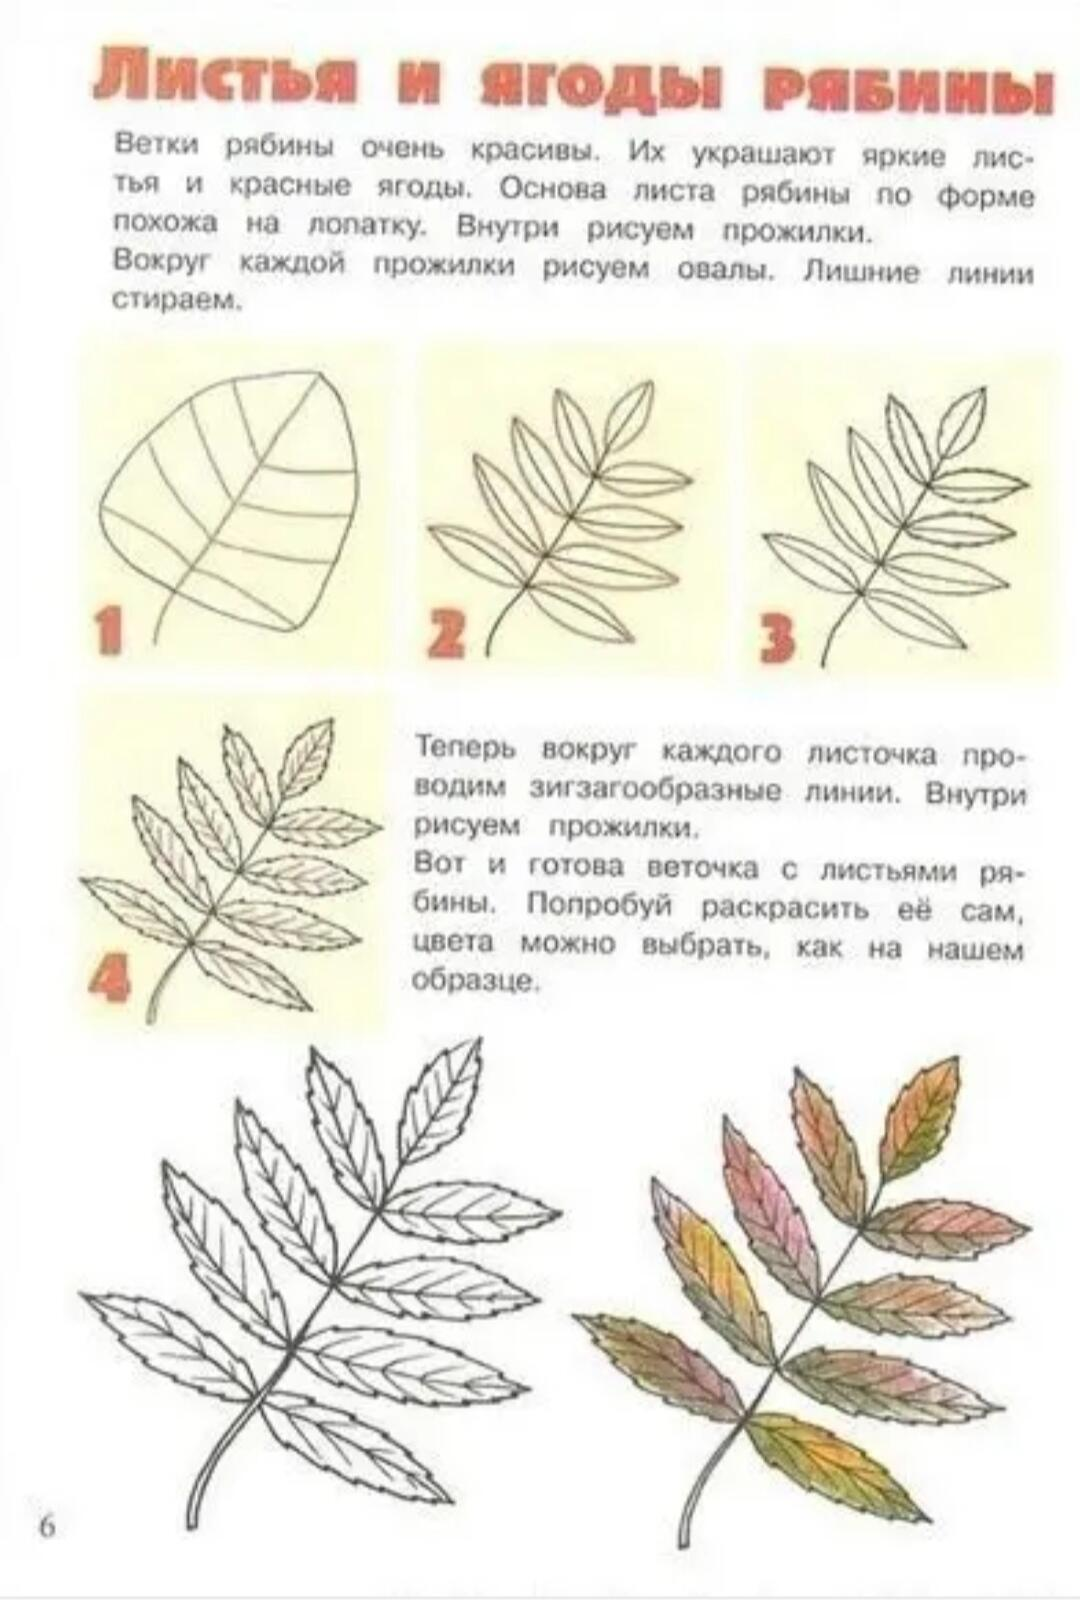 Листья и ягоды рябины
Ветки рябины очень красивы. Их украшают яркие лис-
тья и красные ягоды. Основа листа рябины по форме
похожа на лопатку. Внутри рисуем прожилки.
Вокруг каждой прожилки рисуем овалы. Лишние линии
стираем.
1
2
3
4
Теперь вокруг каждого листочка про-
водим зигзагообразные линии. Внутри
рисуем прожилки.
Вот и готова веточка с листьями ря-
бины. Попробуй раскрасить её сам,
цвета можно выбрать, как на нашем
образце.
6